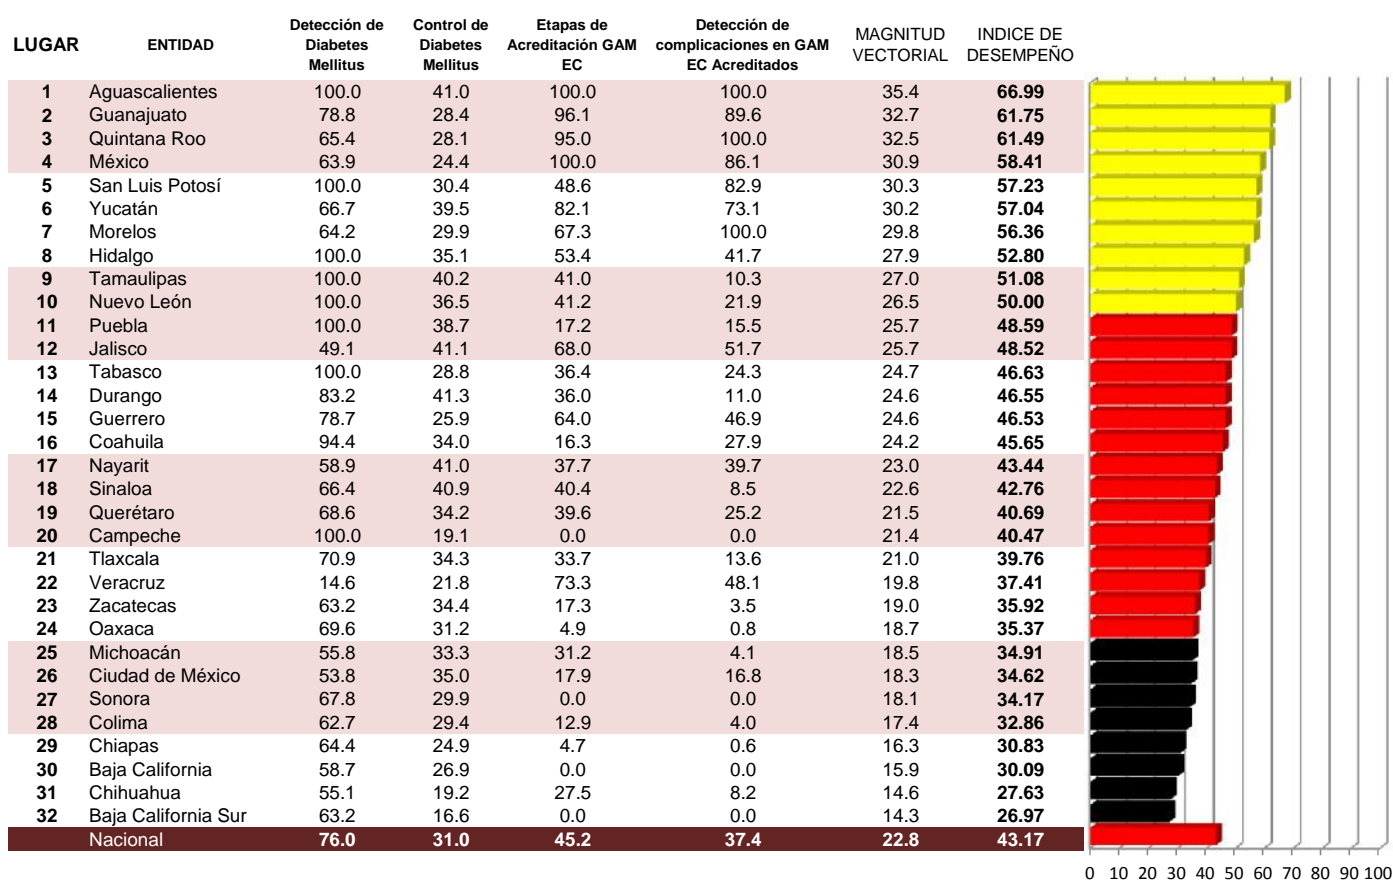 LUGAR ENTIDAD Detección de Diabetes Mellitus Control de Diabetes Mellitus Etapas de Acreditación GAM EC Detección de complicaciones en GAM EC Acreditados MAGNITUD VECTORIAL INDICE DE DESEMPEÑO
1 Aguascalientes 100.0 41.0 100.0 100.0 35.4 66.99
2 Guanajuato 78.8 28.4 96.1 89.6 32.7 61.75
3 Quintana Roo 65.4 28.1 95.0 100.0 32.5 61.49
4 México 63.9 24.4 100.0 86.1 30.9 58.41
5 San Luis Potosí 100.0 30.4 48.6 82.9 30.3 57.23
6 Yucatán 66.7 39.5 82.1 73.1 30.2 57.04
7 Morelos 64.2 29.9 67.3 100.0 29.8 56.36
8 Hidalgo 100.0 35.1 53.4 41.7 27.9 52.80
9 Tamaulipas 100.0 40.2 41.0 10.3 27.0 51.08
10 Nuevo León 100.0 36.5 41.2 21.9 26.5 50.00
11 Puebla 100.0 38.7 17.2 15.5 25.7 48.59
12 Jalisco 49.1 41.1 68.0 51.7 25.7 48.52
13 Tabasco 100.0 28.8 36.4 24.3 24.7 46.63
14 Durango 83.2 41.3 36.0 11.0 24.6 46.55
15 Guerrero 78.7 25.9 64.0 46.9 24.6 46.53
16 Coahuila 94.4 34.0 16.3 27.9 24.2 45.65
17 Nayarit 58.9 41.0 37.7 39.7 23.0 43.44
18 Sinaloa 66.4 40.9 40.4 8.5 22.6 42.76
19 Querétaro 68.6 34.2 39.6 25.2 21.5 40.69
20 Campeche 100.0 19.1 0.0 0.0 21.4 40.47
21 Tlaxcala 70.9 34.3 33.7 13.6 21.0 39.76
22 Veracruz 14.6 21.8 73.3 48.1 19.8 37.41
23 Zacatecas 63.2 34.4 17.3 3.5 19.0 35.92
24 Oaxaca 69.6 31.2 4.9 0.8 18.7 35.37
25 Michoacán 55.8 33.3 31.2 4.1 18.5 34.91
26 Ciudad de México 53.8 35.0 17.9 16.8 18.3 34.62
27 Sonora 67.8 29.9 0.0 0.0 18.1 34.17
28 Colima 62.7 29.4 12.9 4.0 17.4 32.86
29 Chiapas 64.4 24.9 4.7 0.6 16.3 30.83
30 Baja California 58.7 26.9 0.0 0.0 15.9 30.09
31 Chihuahua 55.1 19.2 27.5 8.2 14.6 27.63
32 Baja California Sur 63.2 16.6 0.0 0.0 14.3 26.97
Nacional 76.0 31.0 45.2 37.4 22.8 43.17
0 10 20 30 40 50 60 70 80 90 100